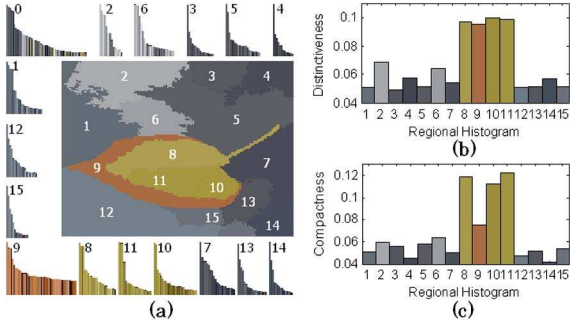 0 2 6 3 5 4
1
12
15
2 3 4
1 6 5
8 7
9 11 10
12 13
15 14
9 8 11 10 7 13 14
(a)
Distinctiveness
0.1
0.08
0.06
0.04
1 2 3 4 5 6 7 8 9 10 11 12 13 14 15
Regional Histogram
(b)
Compactness
0.12
0.1
0.08
0.06
0.04
1 2 3 4 5 6 7 8 9 10 11 12 13 14 15
Regional Histogram
(c)